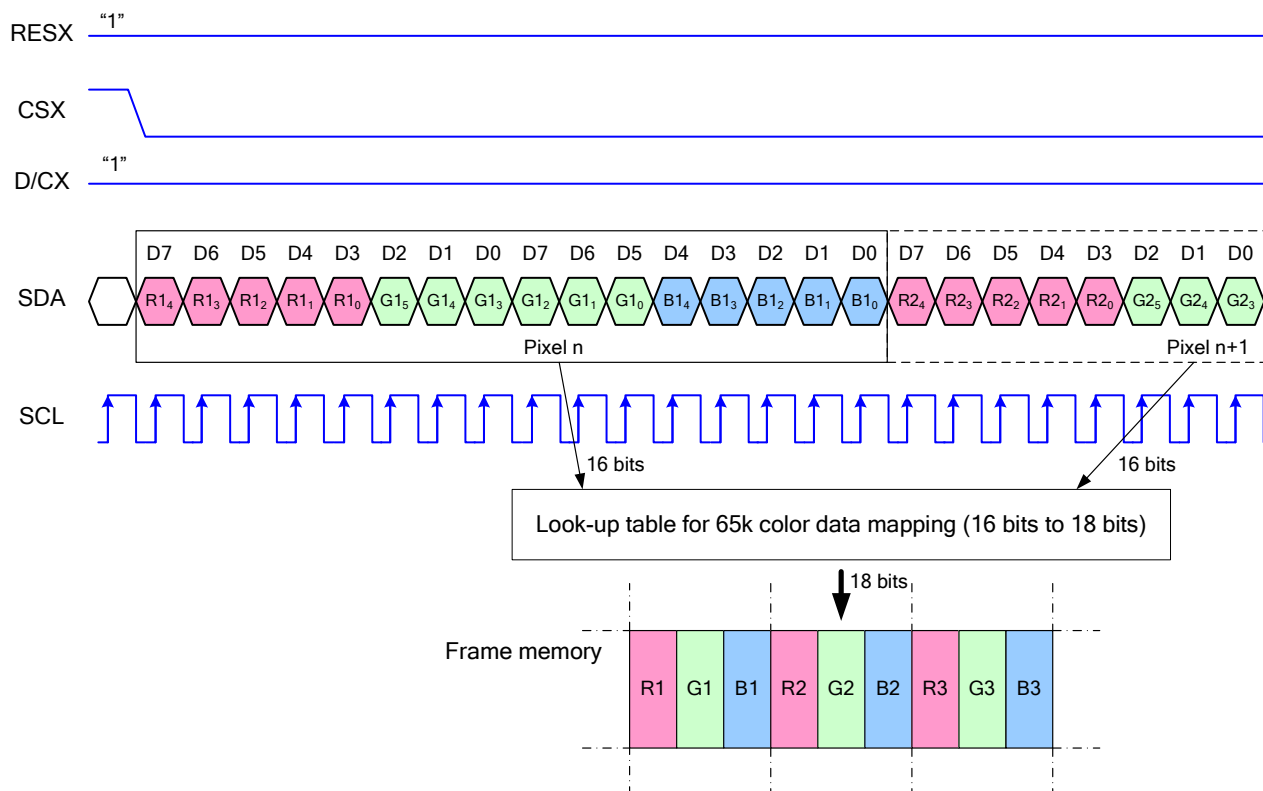 RESX “1”
CSX
D/CX “1”
D7 D6 D5 D4 D3 D2 D1 D0 D7 D6 D5 D4 D3 D2 D1 D0 D7 D6 D5 D4 D3 D2 D1 D0
SDA R1₄ R1₃ R1₂ R1₁ R1₀ G1₅ G1₄ G1₃ G1₂ G1₁ G1₀ B1₄ B1₃ B1₂ B1₁ B1₀ R2₄ R2₃ R2₂ R2₁ R2₀ G2₅ G2₄ G2₃
Pixel n Pixel n+1
SCL
16 bits 16 bits
Look-up table for 65k color data mapping (16 bits to 18 bits)
18 bits
Frame memory
R1 G1 B1 R2 G2 B2 R3 G3 B3